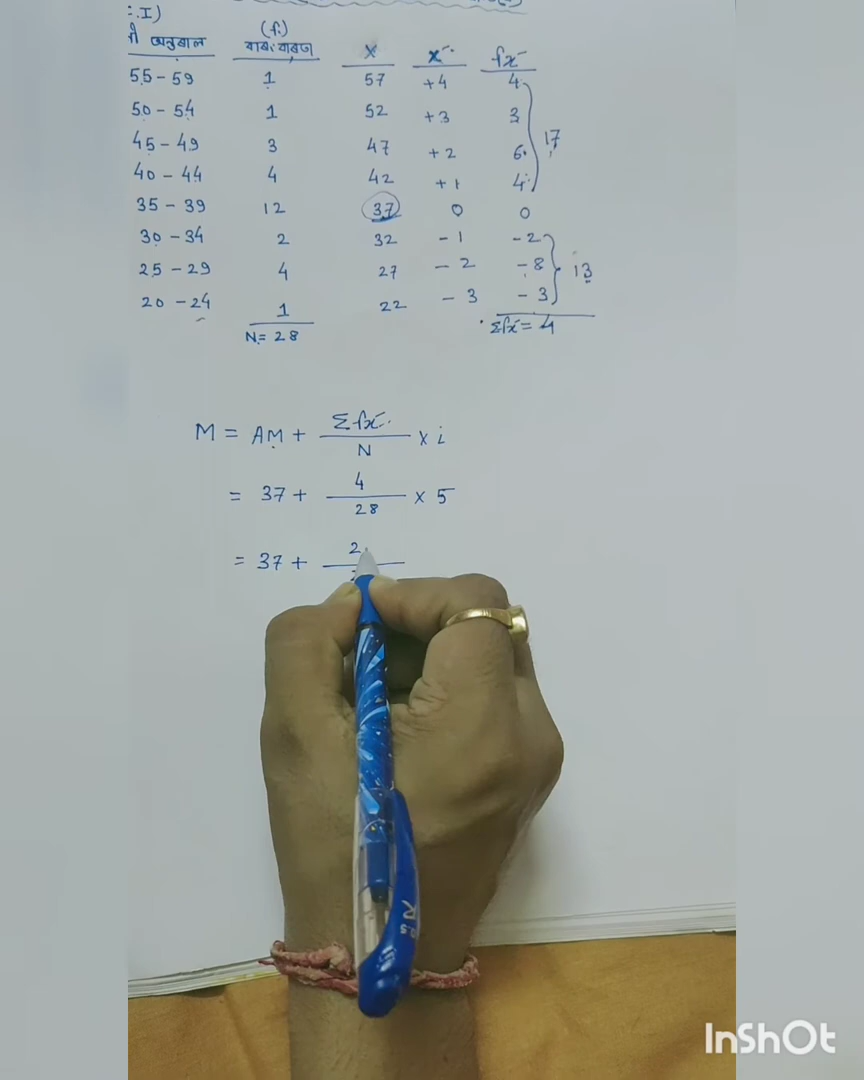 :.I)
(f)
শ্ৰেণী অন্তৰাল বাৰংবাৰতা X x' fx'
55-59 1 57 +4 4
50-54 1 52 +3 3
45-49 3 47 +2 6
40-44 4 42 +1 4
17
35-39 12 37 0 0
30-34 2 32 -1 -2
25-29 4 27 -2 -8
20-24 1 22 -3 -3
13
N=28 Σfx'=4
M = AM + Σfx' / N × i
= 37 + 4 / 28 × 5
= 37 + 2
InShOt